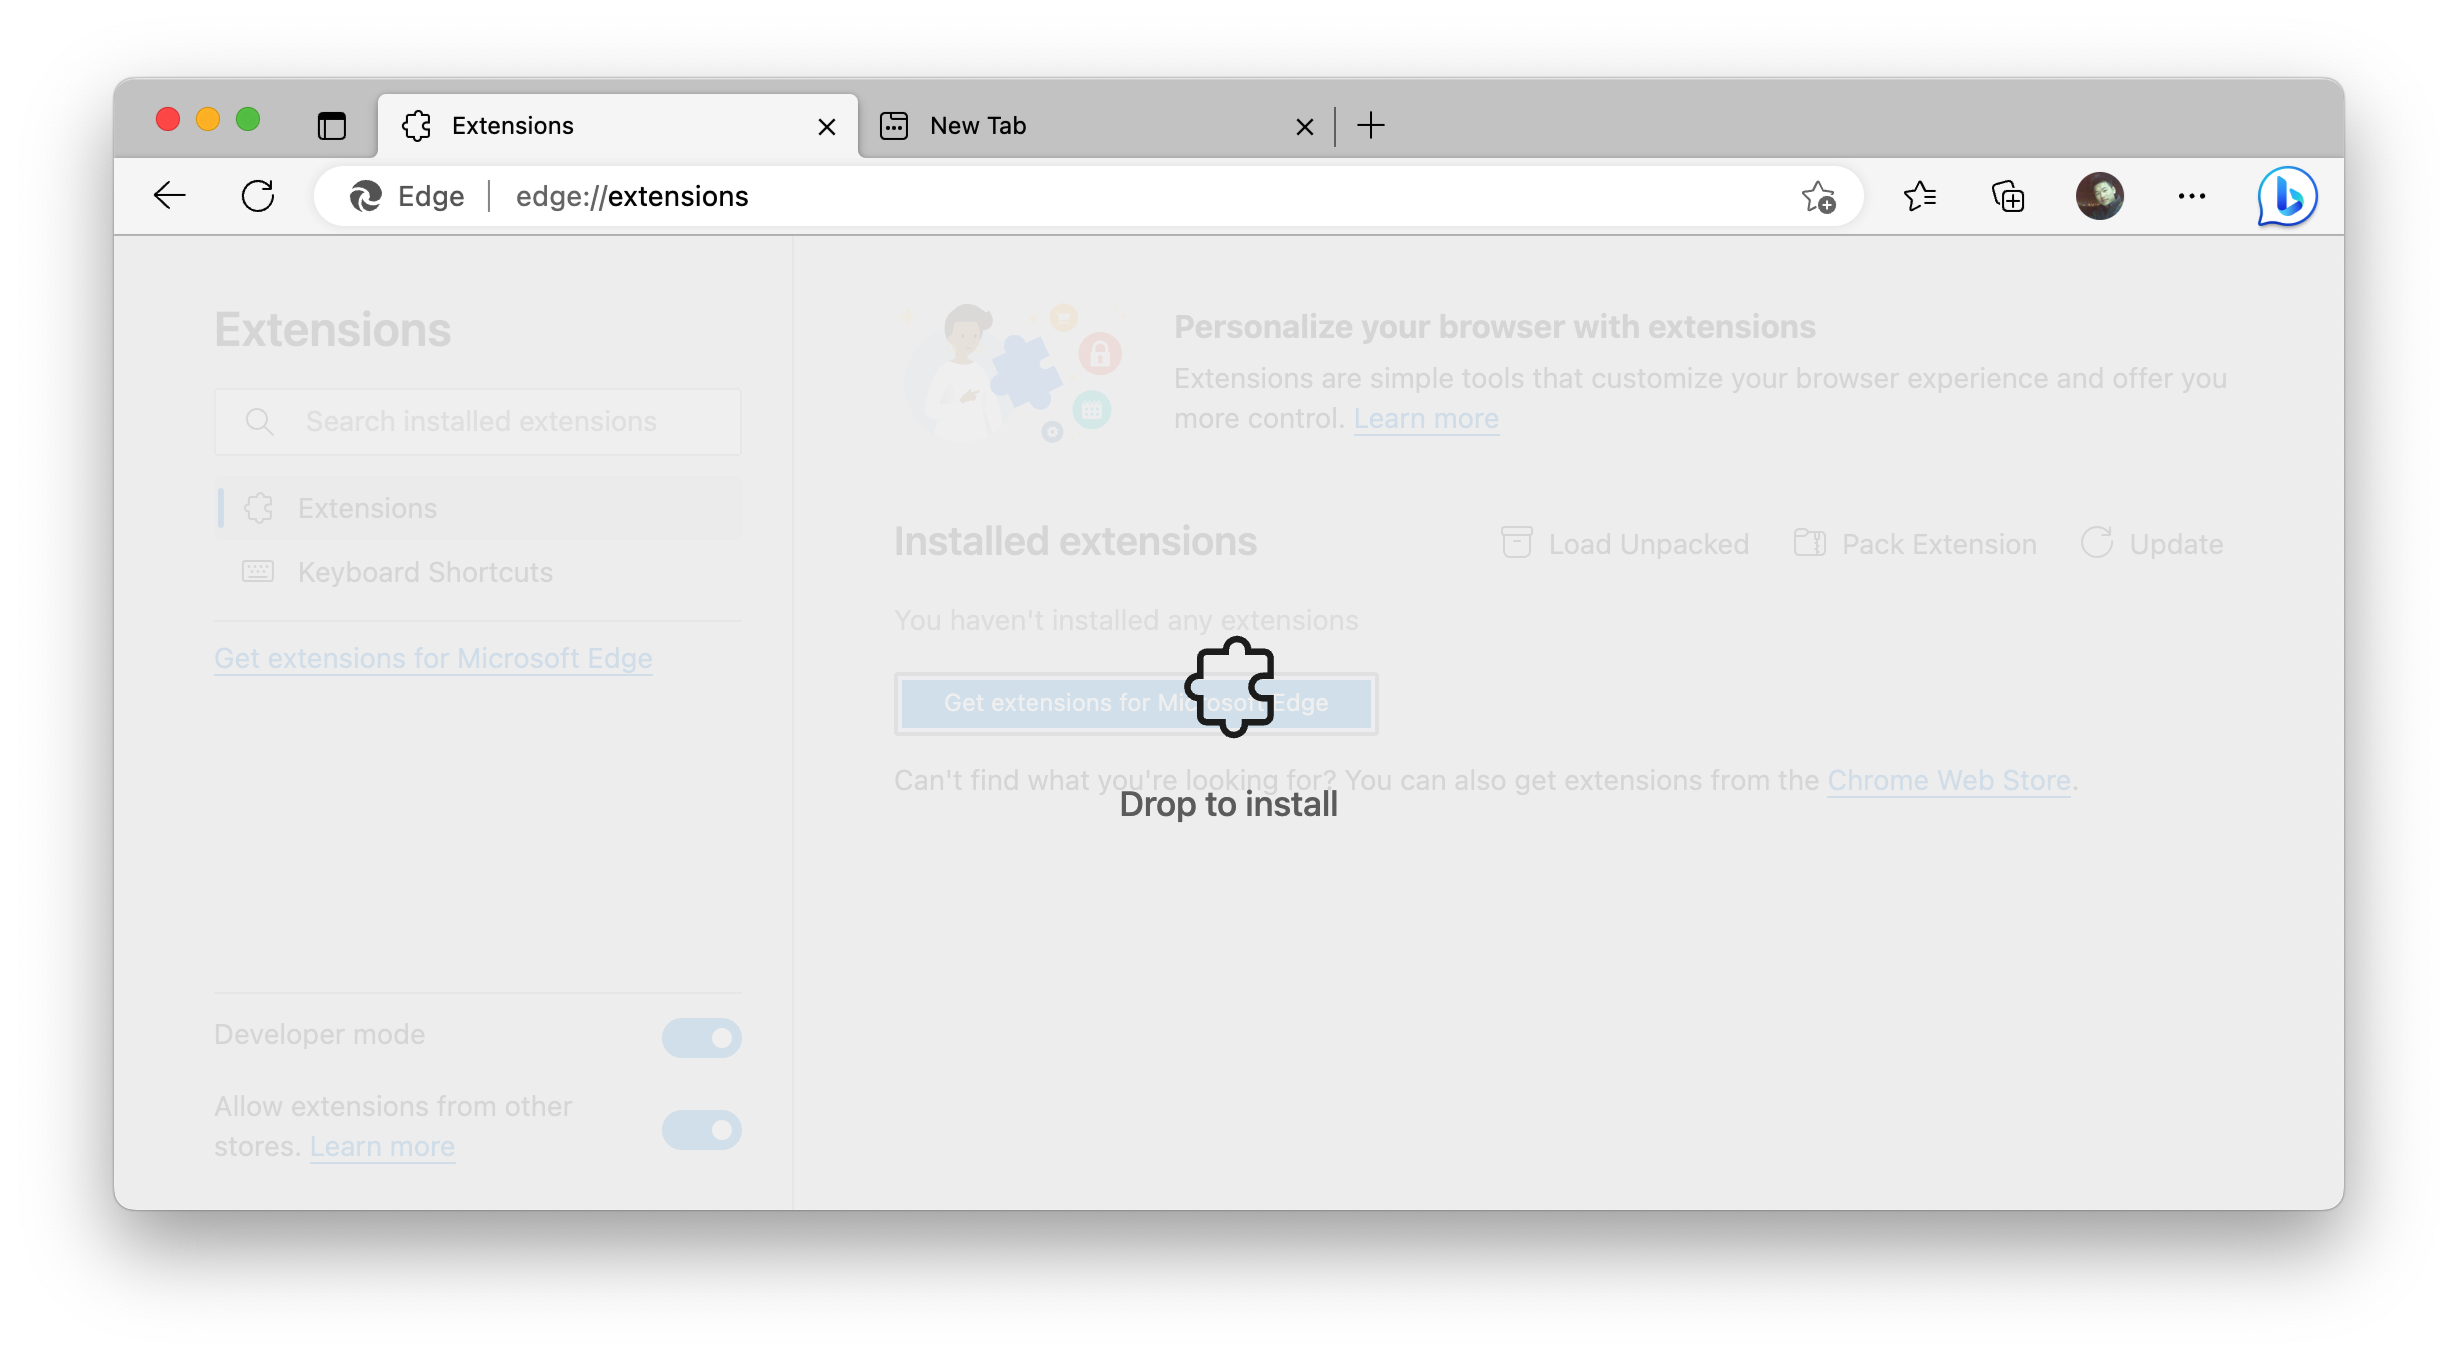 Extensions
New Tab
Edge
edge://extensions
Extensions
Search installed extensions
Extensions
Keyboard Shortcuts
Get extensions for Microsoft Edge
Developer mode
Allow extensions from other
stores. Learn more
Personalize your browser with extensions
Extensions are simple tools that customize your browser experience and offer you
more control. Learn more
Installed extensions
Load Unpacked
Pack Extension
Update
You haven't installed any extensions
Get extensions for Microsoft Edge
Can't find what you're looking for? You can also get extensions from the Chrome Web Store.
Drop to install